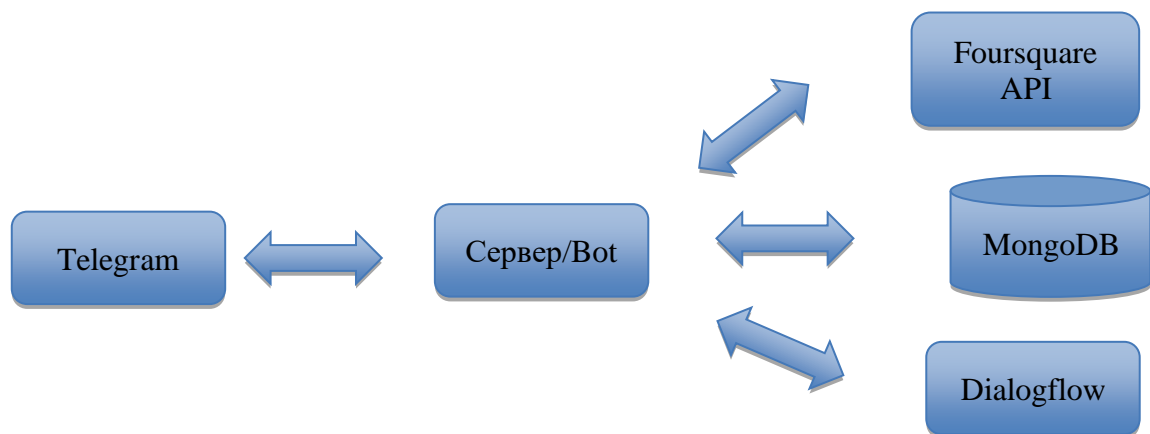 Foursquare
API
Telegram
Сервер/Bot
MongoDB
Dialogflow